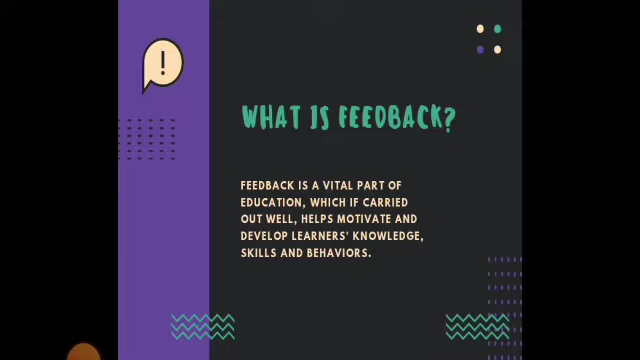 !
WHAT IS FEEDBACK?
FEEDBACK IS A VITAL PART OF
EDUCATION, WHICH IF CARRIED
OUT WELL, HELPS MOTIVATE AND
DEVELOP LEARNERS' KNOWLEDGE,
SKILLS AND BEHAVIORS.